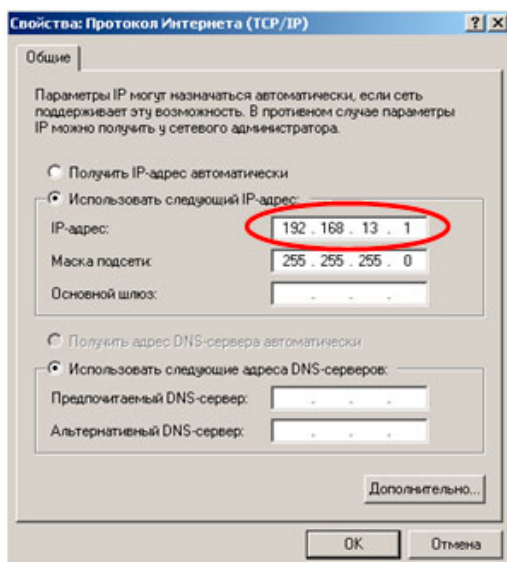 Свойства: Протокол Интернета (TCP/IP)
Общие
Параметры IP могут назначаться автоматически, если сеть
поддерживает эту возможность. В противном случае параметры
IP можно получить у сетевого администратора.
Получить IP-адрес автоматически
Использовать следующий IP-адрес:
IP-адрес: 192 . 168 . 13 . 1
Маска подсети: 255 . 255 . 255 . 0
Основной шлюз: . . .
Получить адрес DNS-сервера автоматически
Использовать следующие адреса DNS-серверов:
Предпочитаемый DNS-сервер: . . .
Альтернативный DNS-сервер: . . .
Дополнительно...
OK Отмена